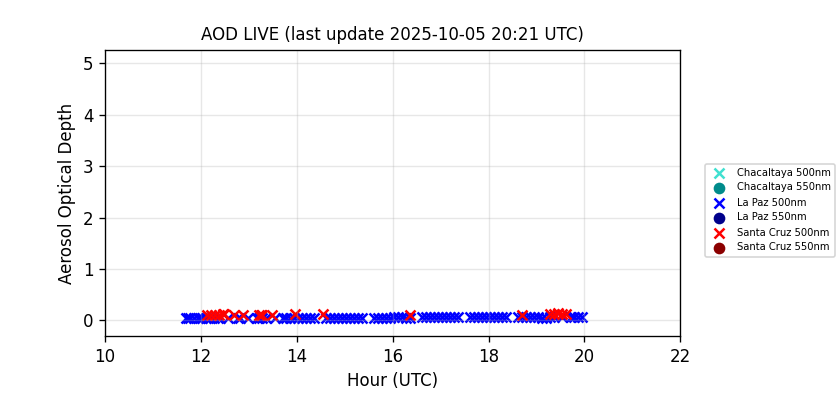 AOD LIVE (last update 2025-10-05 20:21 UTC)
Aerosol Optical Depth
5
4
3
2
1
0
10 12 14 16 18 20 22
Hour (UTC)
Chacaltaya 500nm
Chacaltaya 550nm
La Paz 500nm
La Paz 550nm
Santa Cruz 500nm
Santa Cruz 550nm